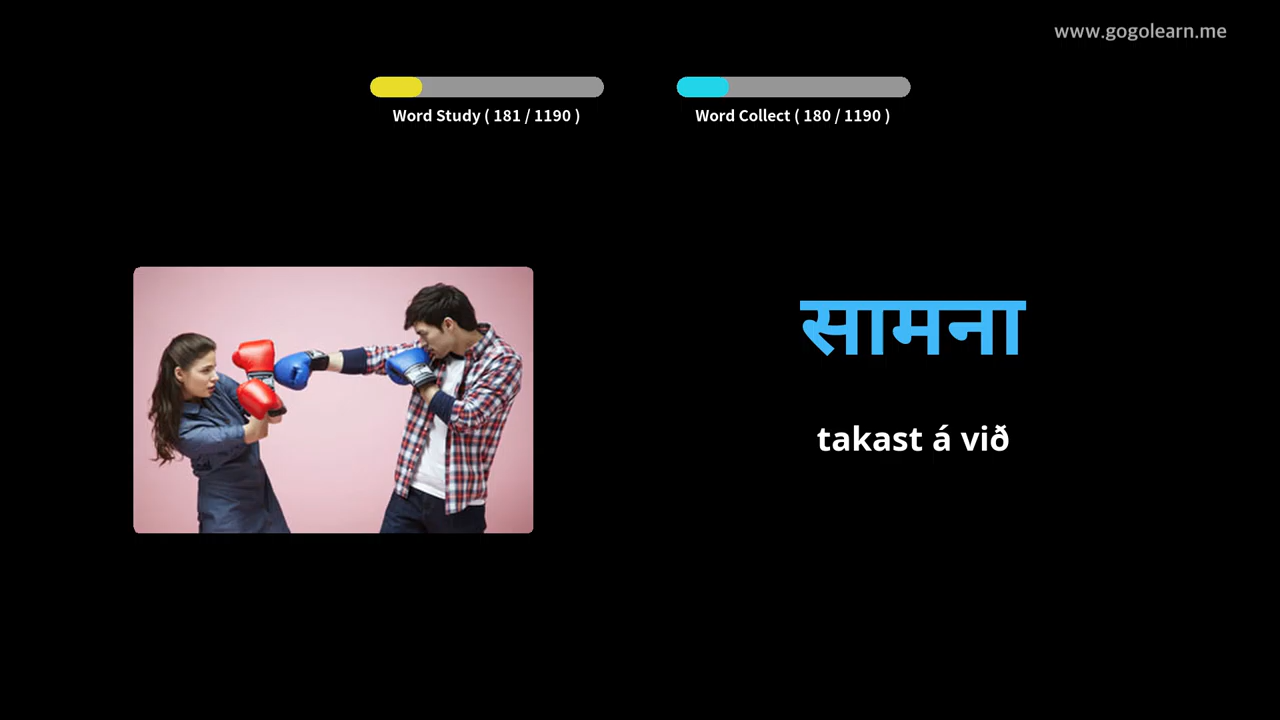 www.gogolearn.me
Word Study ( 181 / 1190 )
Word Collect ( 180 / 1190 )
सामना
takast á við